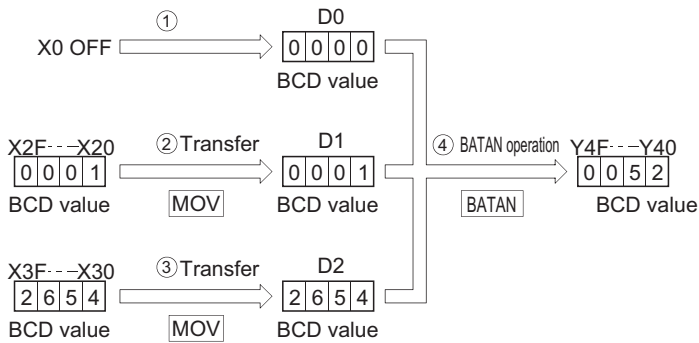 ① D0
X0 OFF 0 0 0 0
BCD value
X2F---X20 ② Transfer D1 ④ BATAN operation Y4F---Y40
0 0 0 1 0 0 0 1 0 0 5 2
BCD value MOV BCD value BATAN BCD value
X3F---X30 ③ Transfer D2
2 6 5 4 2 6 5 4
BCD value MOV BCD value